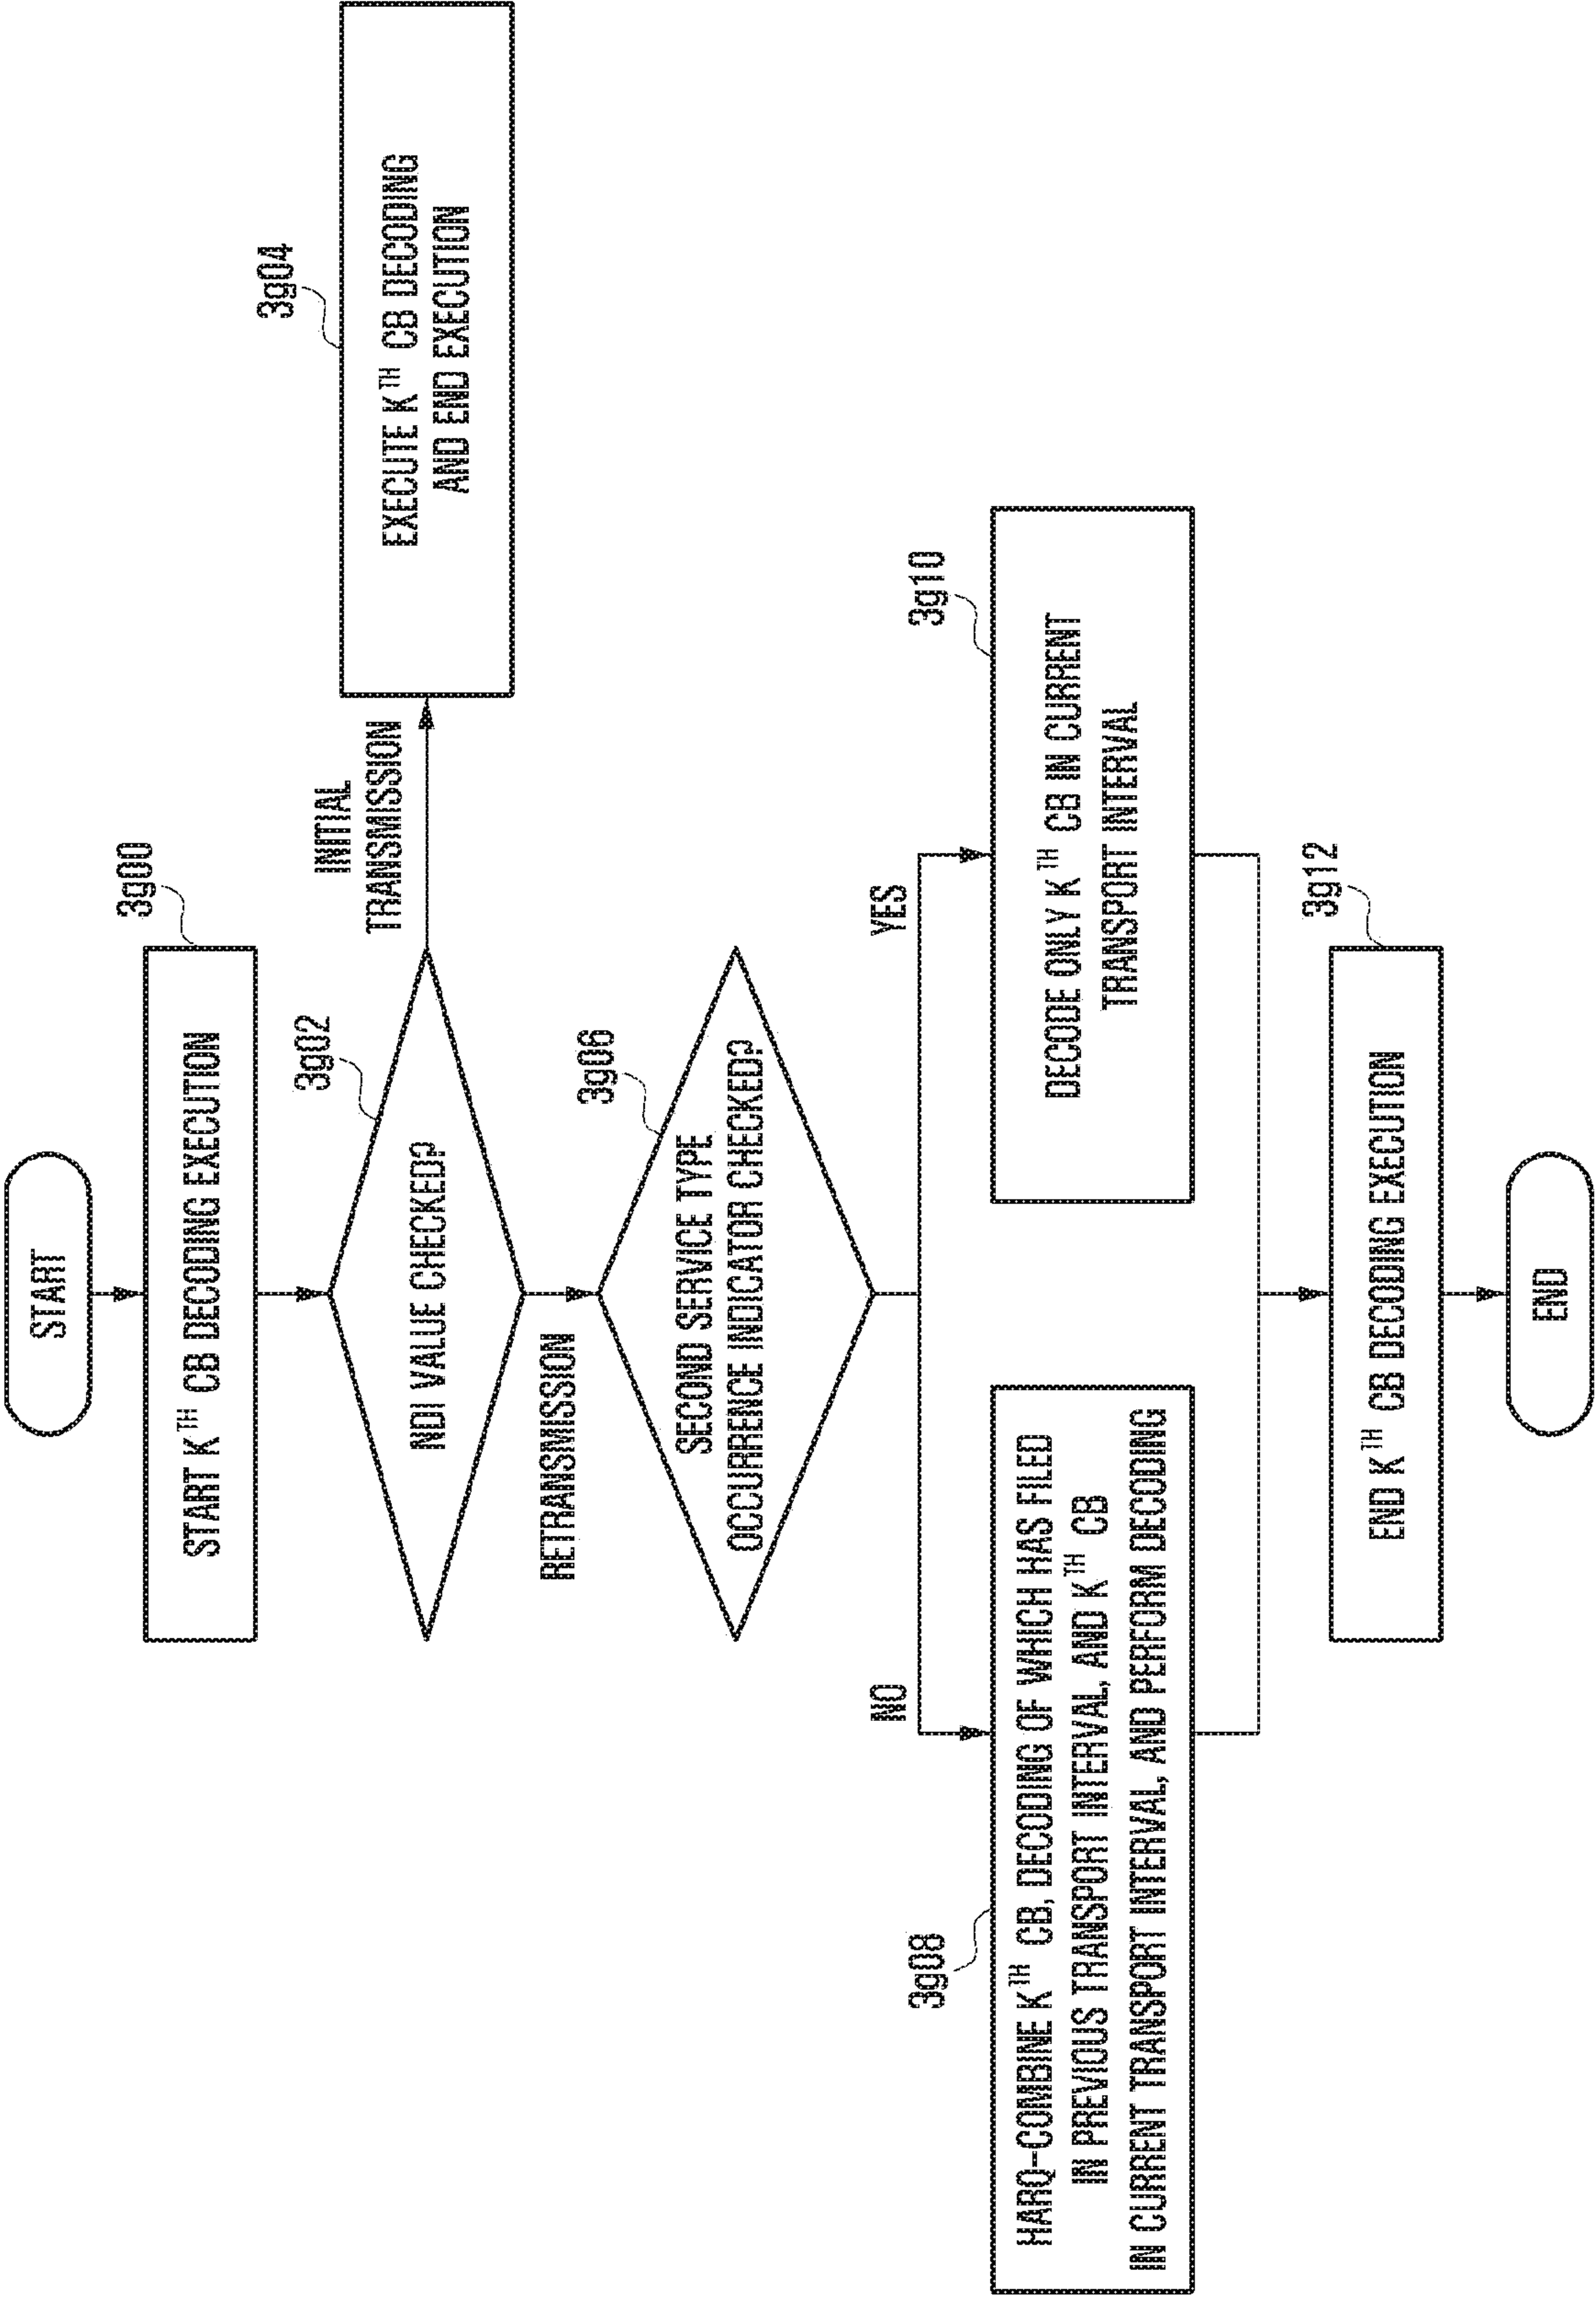 START
3g00
START K TH CB DECODING EXECUTION
3g02
NDI VALUE CHECKED?
INITIAL
TRANSMISSION
3g04
EXECUTE K TH CB DECODING
AND END EXECUTION
RETRANSMISSION
3g06
SECOND SERVICE TYPE
OCCURRENCE INDICATOR CHECKED?
NO
YES
3g08
HARQ-COMBINE K TH CB, DECODING OF WHICH HAS FILED
IN PREVIOUS TRANSPORT INTERVAL, AND K TH CB
IN CURRENT TRANSPORT INTERVAL, AND PERFORM DECODING
3g10
DECODE ONLY K TH CB IN CURRENT
TRANSPORT INTERVAL
3g12
END K TH CB DECODING EXECUTION
END